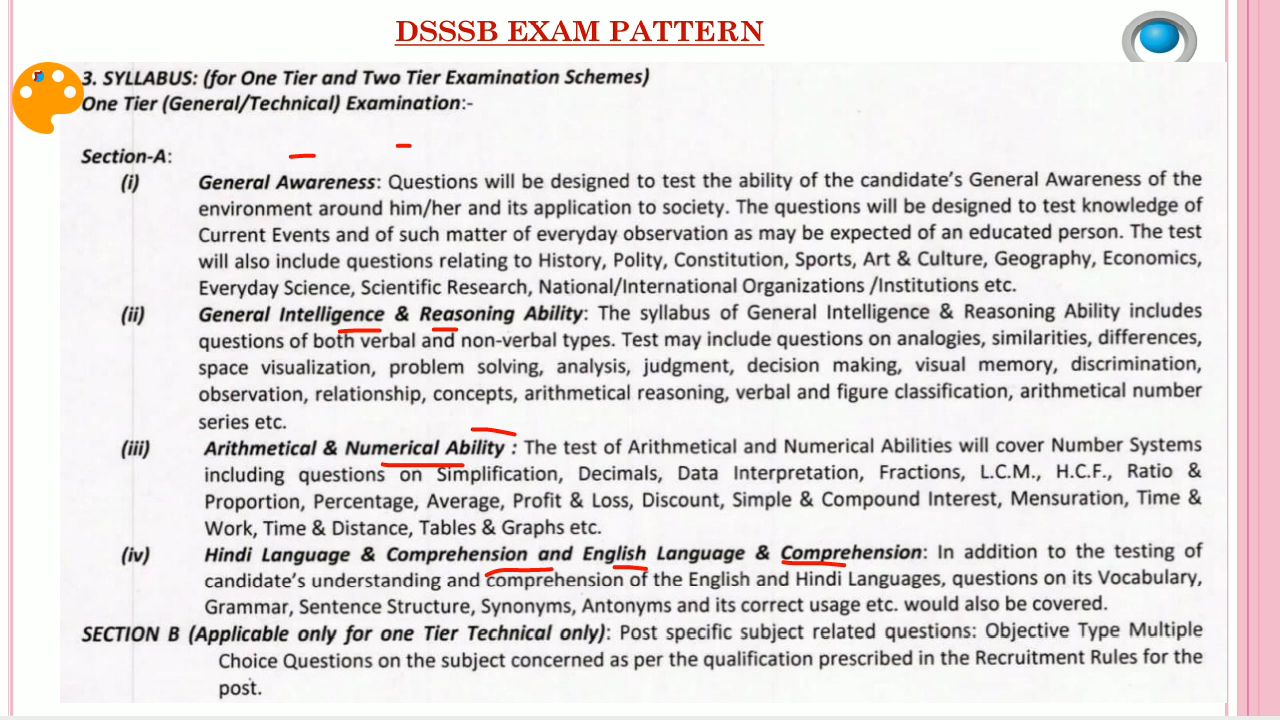 DSSSB EXAM PATTERN
3. SYLLABUS: (for One Tier and Two Tier Examination Schemes)
One Tier (General/Technical) Examination:-
Section-A:
(i) General Awareness: Questions will be designed to test the ability of the candidate's General Awareness of the
environment around him/her and its application to society. The questions will be designed to test knowledge of
Current Events and of such matter of everyday observation as may be expected of an educated person. The test
will also include questions relating to History, Polity, Constitution, Sports, Art & Culture, Geography, Economics,
Everyday Science, Scientific Research, National/International Organizations /Institutions etc.
(ii) General Intelligence & Reasoning Ability: The syllabus of General Intelligence & Reasoning Ability includes
questions of both verbal and non-verbal types. Test may include questions on analogies, similarities, differences,
space visualization, problem solving, analysis, judgment, decision making, visual memory, discrimination,
observation, relationship, concepts, arithmetical reasoning, verbal and figure classification, arithmetical number
series etc.
(iii) Arithmetical & Numerical Ability : The test of Arithmetical and Numerical Abilities will cover Number Systems
including questions on Simplification, Decimals, Data Interpretation, Fractions, L.C.M., H.C.F., Ratio &
Proportion, Percentage, Average, Profit & Loss, Discount, Simple & Compound Interest, Mensuration, Time &
Work, Time & Distance, Tables & Graphs etc.
(iv) Hindi Language & Comprehension and English Language & Comprehension: In addition to the testing of
candidate's understanding and comprehension of the English and Hindi Languages, questions on its Vocabulary,
Grammar, Sentence Structure, Synonyms, Antonyms and its correct usage etc. would also be covered.
SECTION B (Applicable only for one Tier Technical only): Post specific subject related questions: Objective Type Multiple
Choice Questions on the subject concerned as per the qualification prescribed in the Recruitment Rules for the
post.